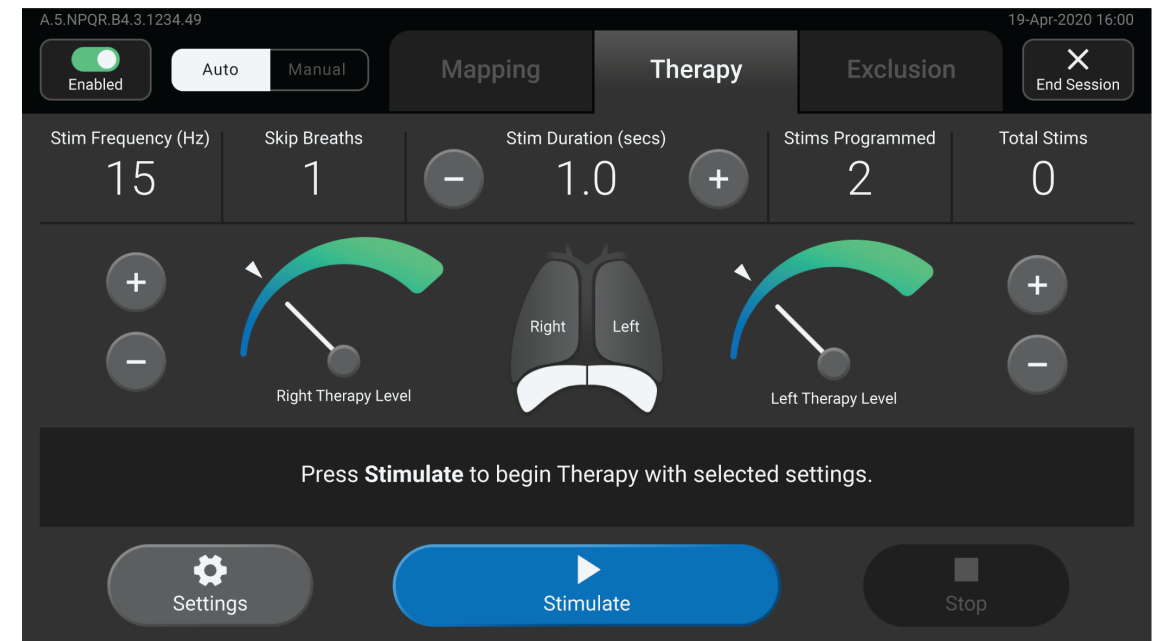 A.5.NPQR.B4.3.1234.49
19-Apr-2020 16:00
Enabled
Auto
Manual
Mapping
Therapy
Exclusion
End Session
Stim Frequency (Hz)
15
Skip Breaths
1
Stim Duration (secs)
1.0
Stims Programmed
2
Total Stims
0
Right
Left
Right Therapy Level
Left Therapy Level
Press Stimulate to begin Therapy with selected settings.
Settings
Stimulate
Stop